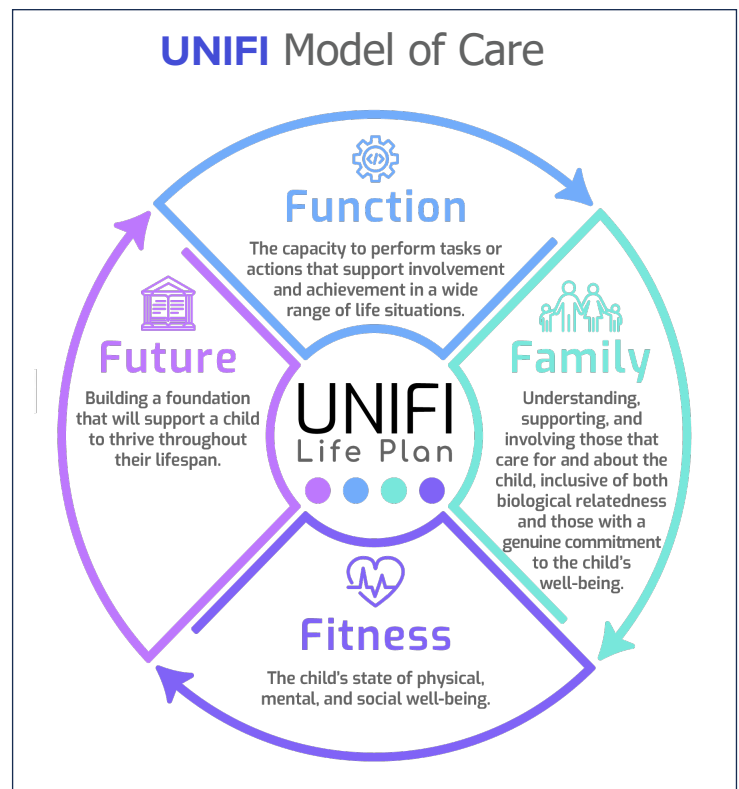 UNIFI Model of Care
</>
Function
The capacity to perform tasks or
actions that support involvement
and achievement in a wide
range of life situations.
Future
Building a foundation
that will support a child
to thrive throughout
their lifespan.
Family
Understanding,
supporting, and
involving those that
care for and about the
child, inclusive of both
biological relatedness
and those with a
genuine commitment
to the child's
well-being.
UNIFI
Life Plan
Fitness
The child's state of physical,
mental, and social well-being.